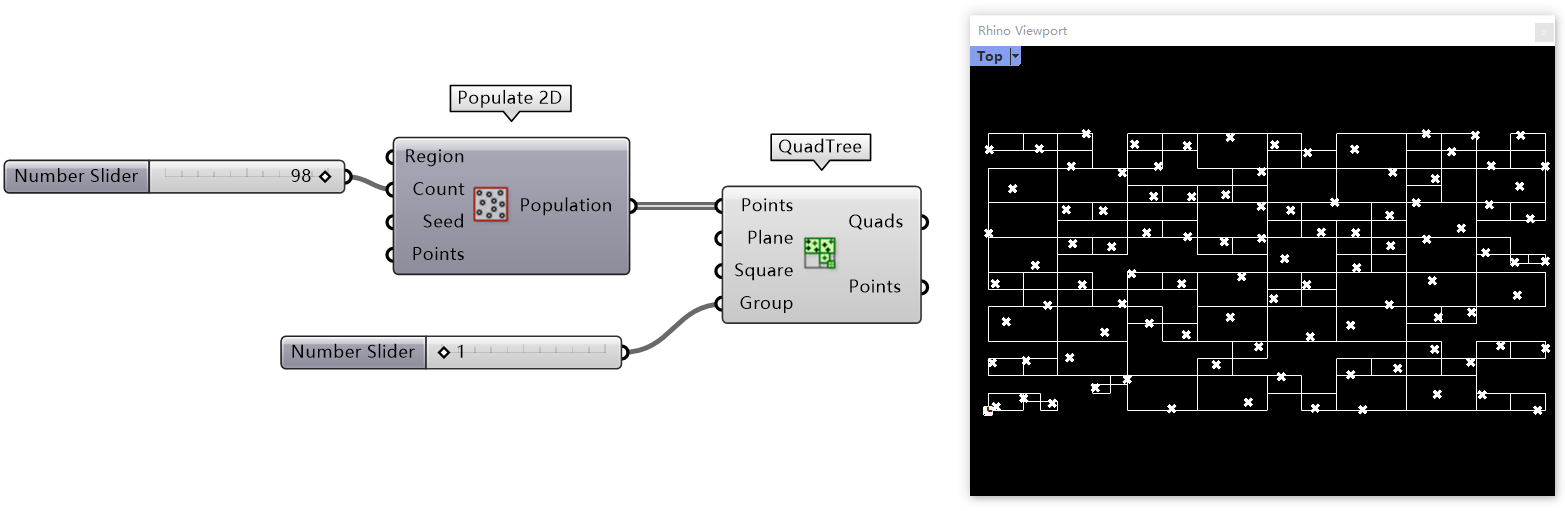 Populate 2D
Number Slider 98
Region
Count
Seed
Points
Population
Number Slider 1
QuadTree
Points
Plane
Square
Group
Quads
Points
Rhino Viewport
x
Top